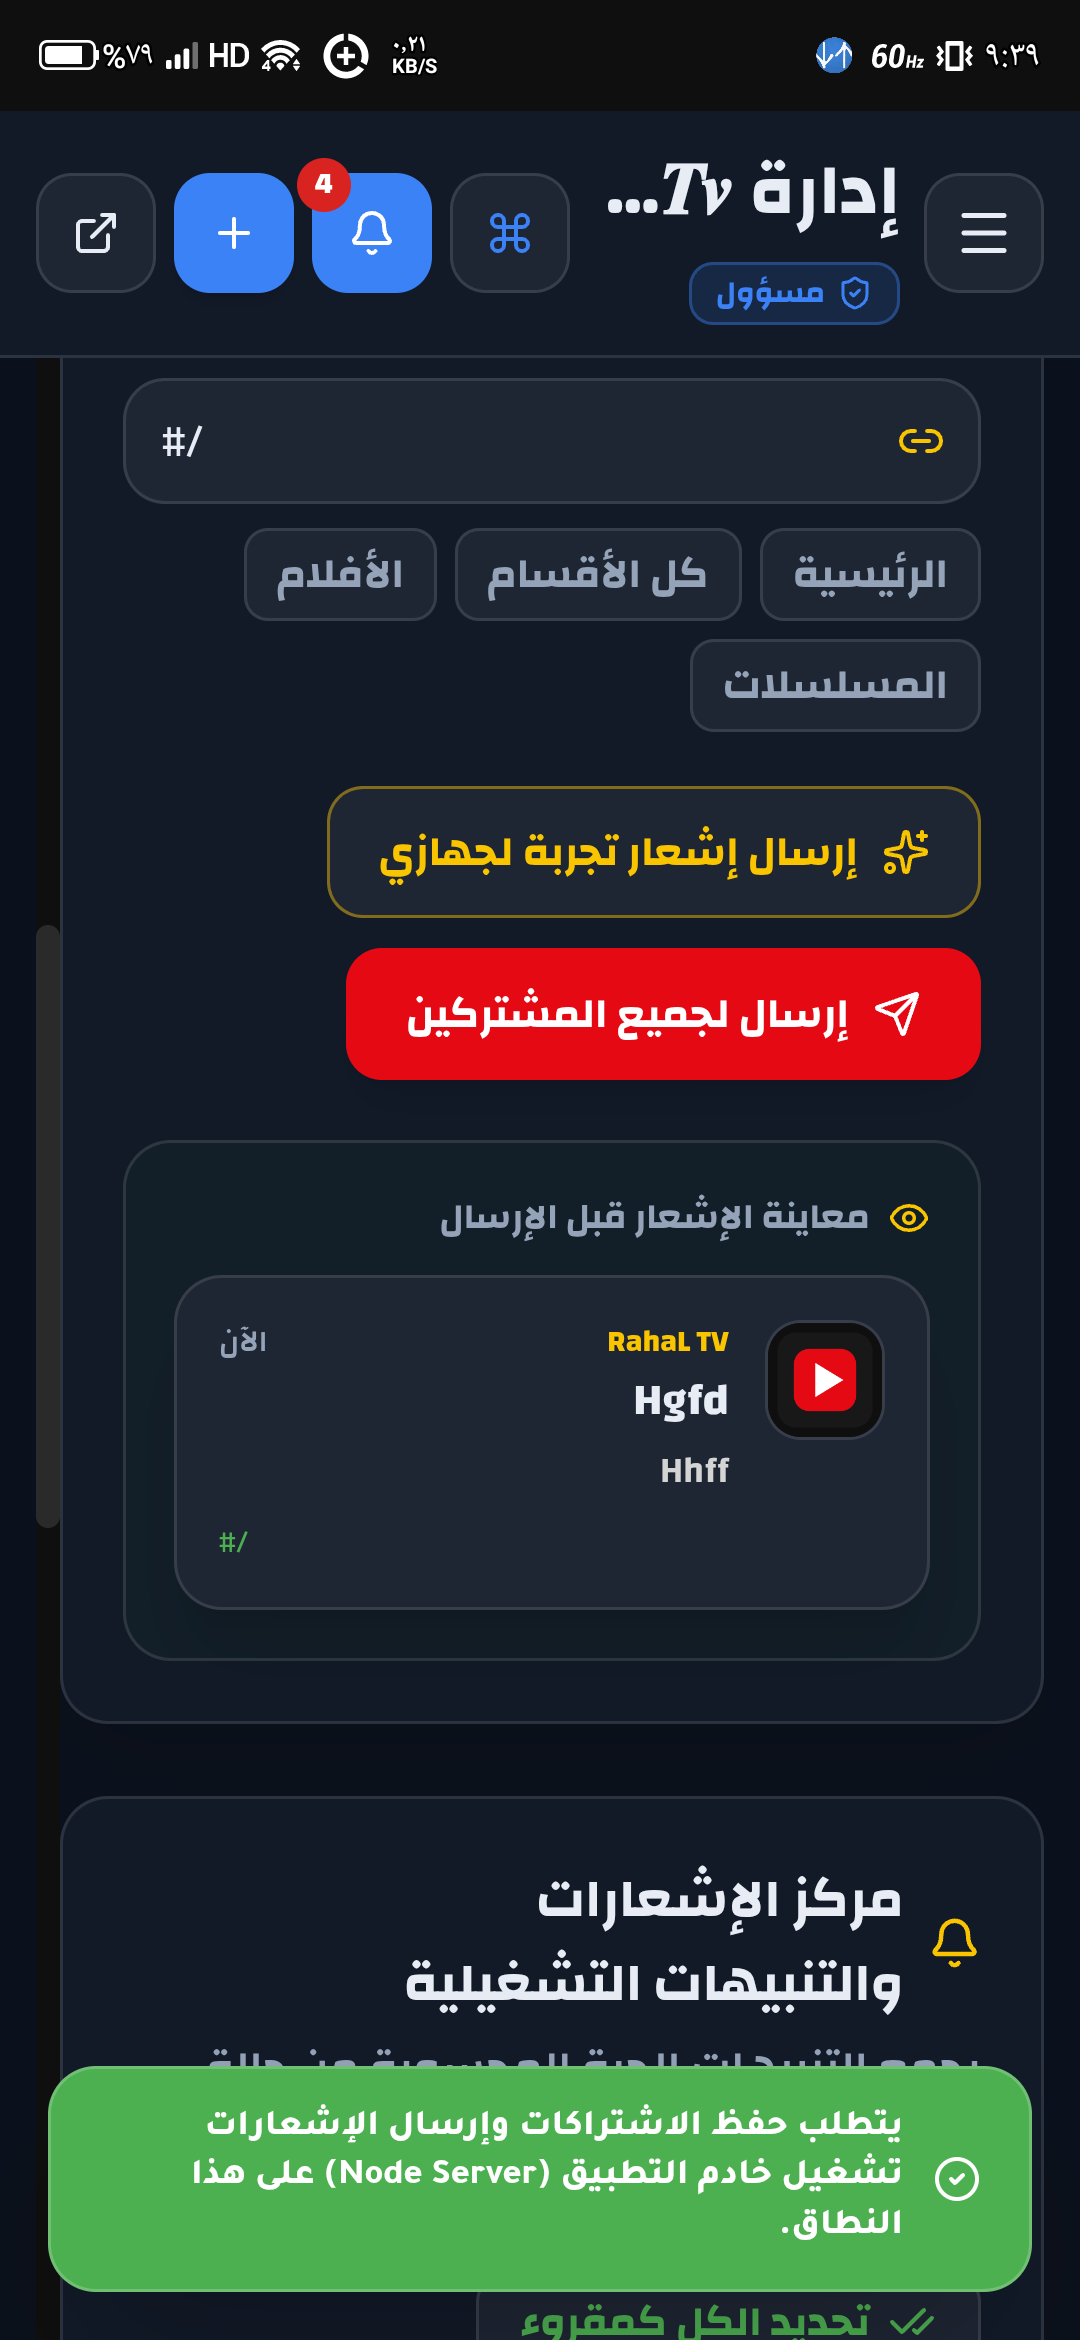 %٧٩ HD 4 ٠,٢١ KB/S 60Hz ٩:٣٩
إدارة Tv...
4
مسؤول
#/
الرئيسية
كل الأقسام
الأفلام
المسلسلات
إرسال إشعار تجربة لجهازي
إرسال لجميع المشتركين
معاينة الإشعار قبل الإرسال
RahaL TV
الآن
Hgfd
Hhff
#/
مركز الإشعارات
والتنبيهات التشغيلية
يتطلب حفظ الاشتراكات وإرسال الإشعارات
تشغيل خادم التطبيق (Node Server) على هذا
النطاق.
تحديد الكل كمقروء